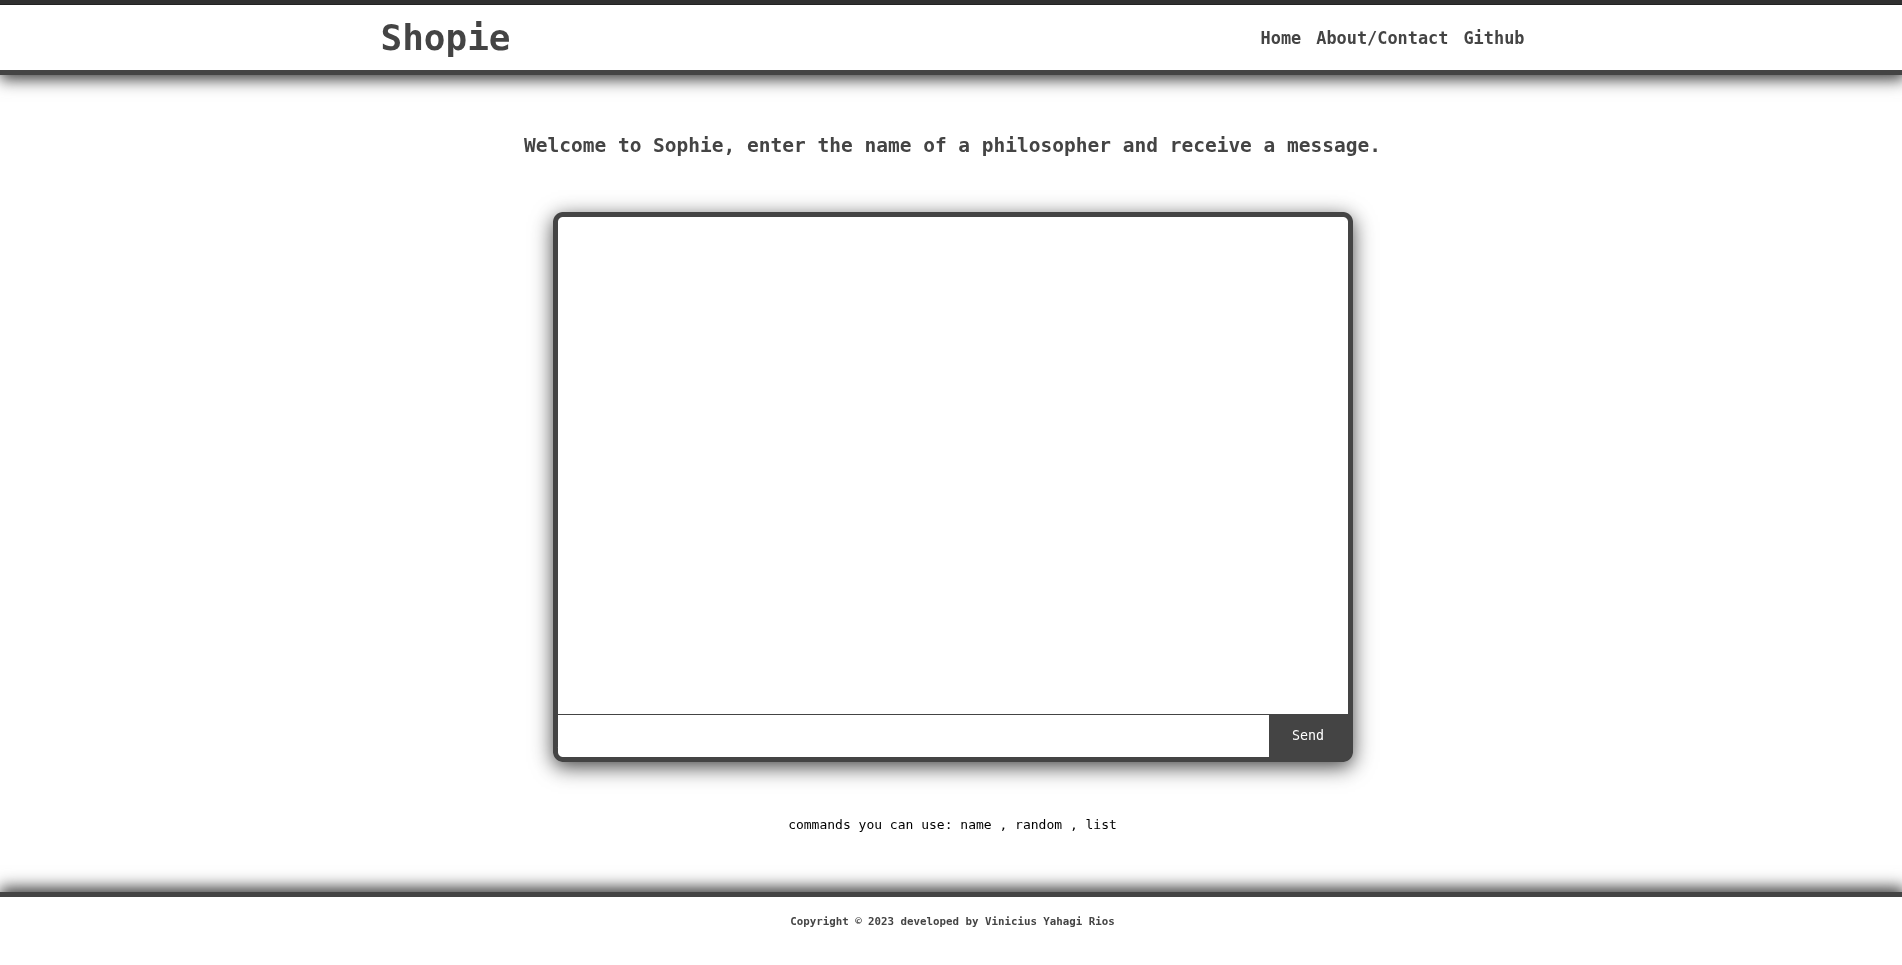 Shopie
Home About/Contact Github
Welcome to Sophie, enter the name of a philosopher and receive a message.
Send
commands you can use: name , random , list
Copyright © 2023 developed by Vinicius Yahagi Rios